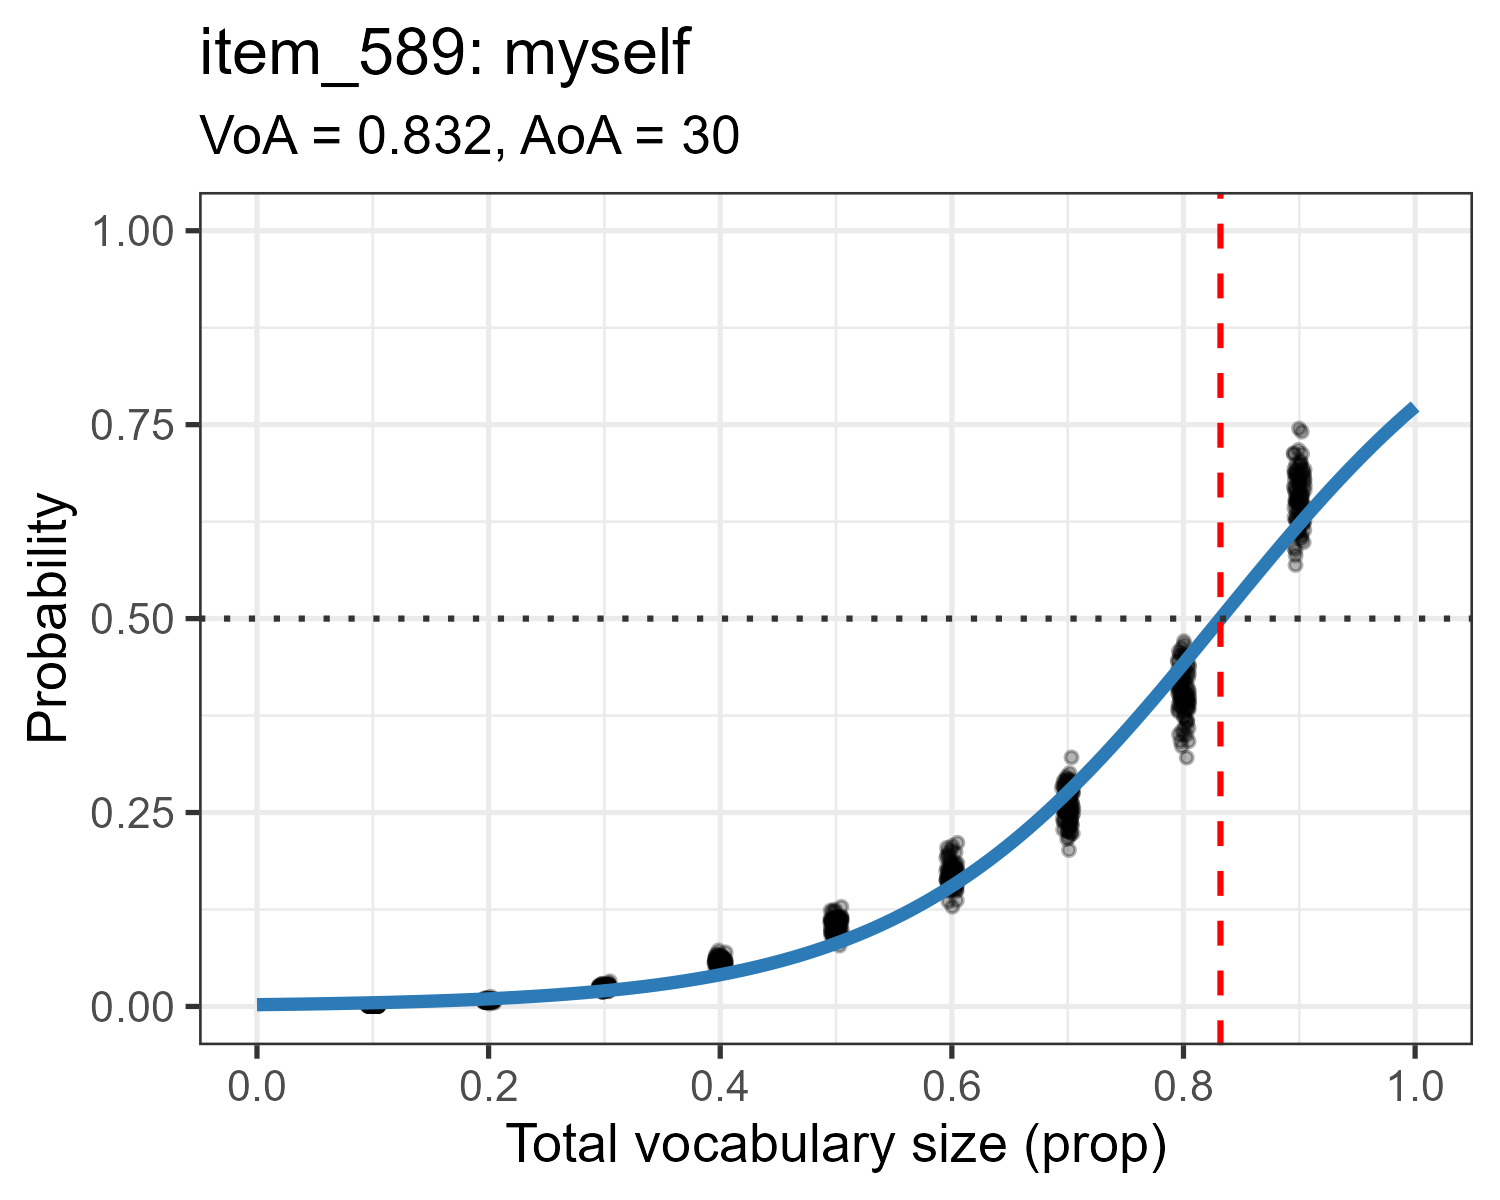 item_589: myself
VoA = 0.832, AoA = 30
1.00
0.75
0.50
0.25
0.00
Probability
0.0 0.2 0.4 0.6 0.8 1.0
Total vocabulary size (prop)